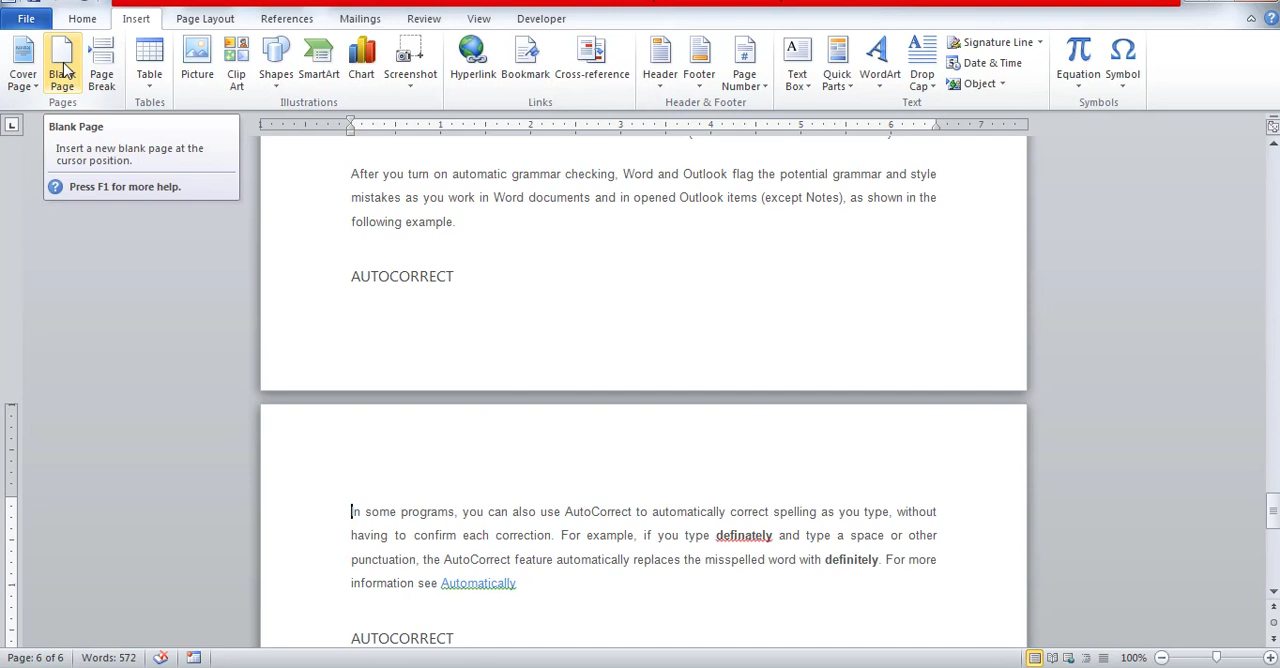 File Home Insert Page Layout References Mailings Review View Developer
Cover Page Blank Page Page Break Table Picture Clip Art Shapes SmartArt Chart Screenshot Hyperlink Bookmark Cross-reference Header Footer Page Number Text Box Quick Parts WordArt Drop Cap Signature Line Date & Time Object Equation Symbol
Pages Tables Illustrations Links Header & Footer Text Symbols
Blank Page
Insert a new blank page at the
cursor position.
Press F1 for more help.
1 2 3 4 5 6 7
After you turn on automatic grammar checking, Word and Outlook flag the potential grammar and style
mistakes as you work in Word documents and in opened Outlook items (except Notes), as shown in the
following example.
AUTOCORRECT
In some programs, you can also use AutoCorrect to automatically correct spelling as you type, without
having to confirm each correction. For example, if you type definately and type a space or other
punctuation, the AutoCorrect feature automatically replaces the misspelled word with definitely. For more
information see Automatically
AUTOCORRECT
Page: 6 of 6 Words: 572 100%